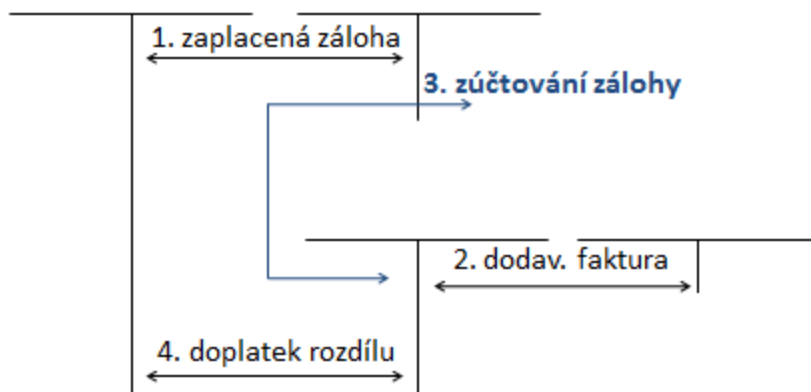 1. zaplacená záloha
3. zúčtování zálohy
2. dodav. faktura
4. doplatek rozdílu